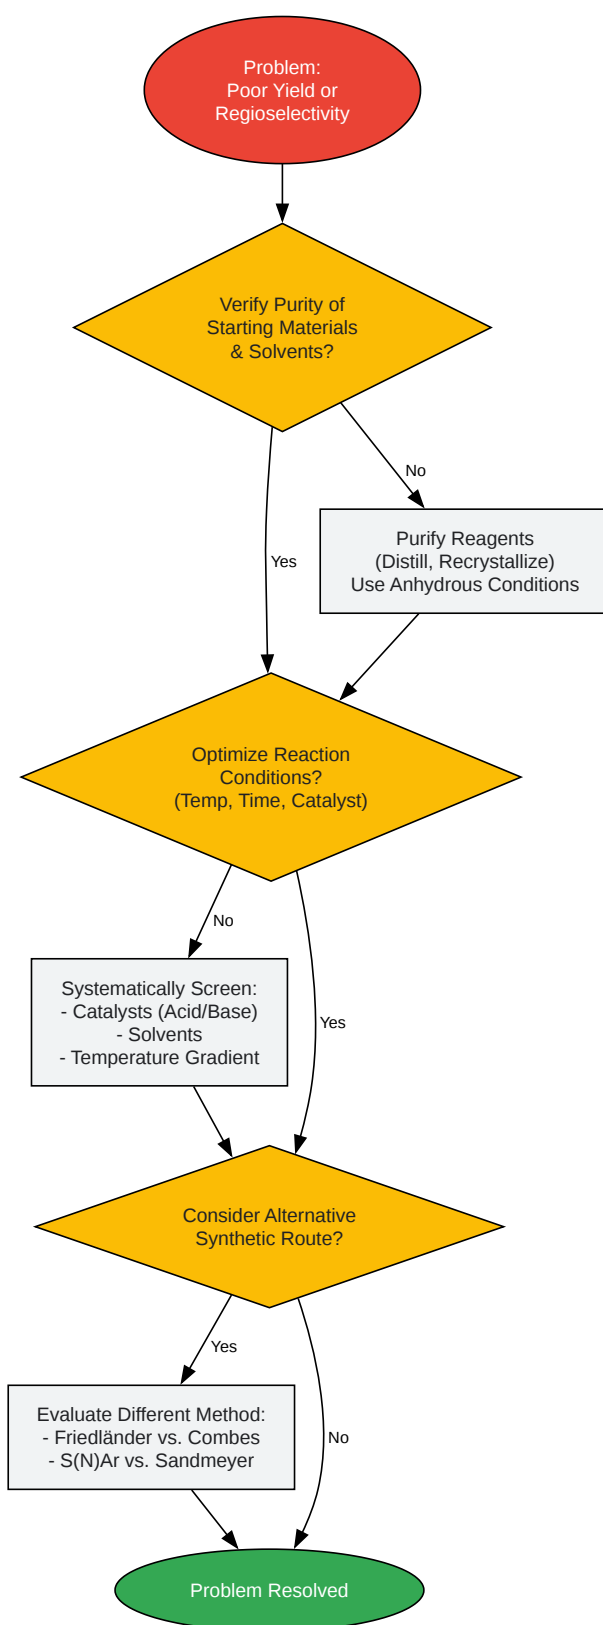 Problem:
Poor Yield or
Regioselectivity
Verify Purity of
Starting Materials
& Solvents?
No
Purify Reagents
(Distill, Recrystallize)
Use Anhydrous Conditions
Yes
Optimize Reaction
Conditions?
(Temp, Time, Catalyst)
No
Systematically Screen:
- Catalysts (Acid/Base)
- Solvents
- Temperature Gradient
Yes
Consider Alternative
Synthetic Route?
Yes
Evaluate Different Method:
- Friedländer vs. Combes
- S(N)Ar vs. Sandmeyer
No
Problem Resolved